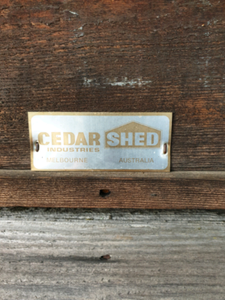 CEDAR SHED
INDUSTRIES
MELBOURNE AUSTRALIA